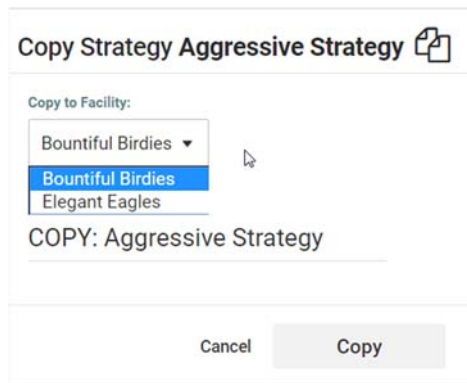 Copy Strategy Aggressive Strategy
Copy to Facility:
Bountiful Birdies
Bountiful Birdies
Elegant Eagles
COPY: Aggressive Strategy
Cancel Copy